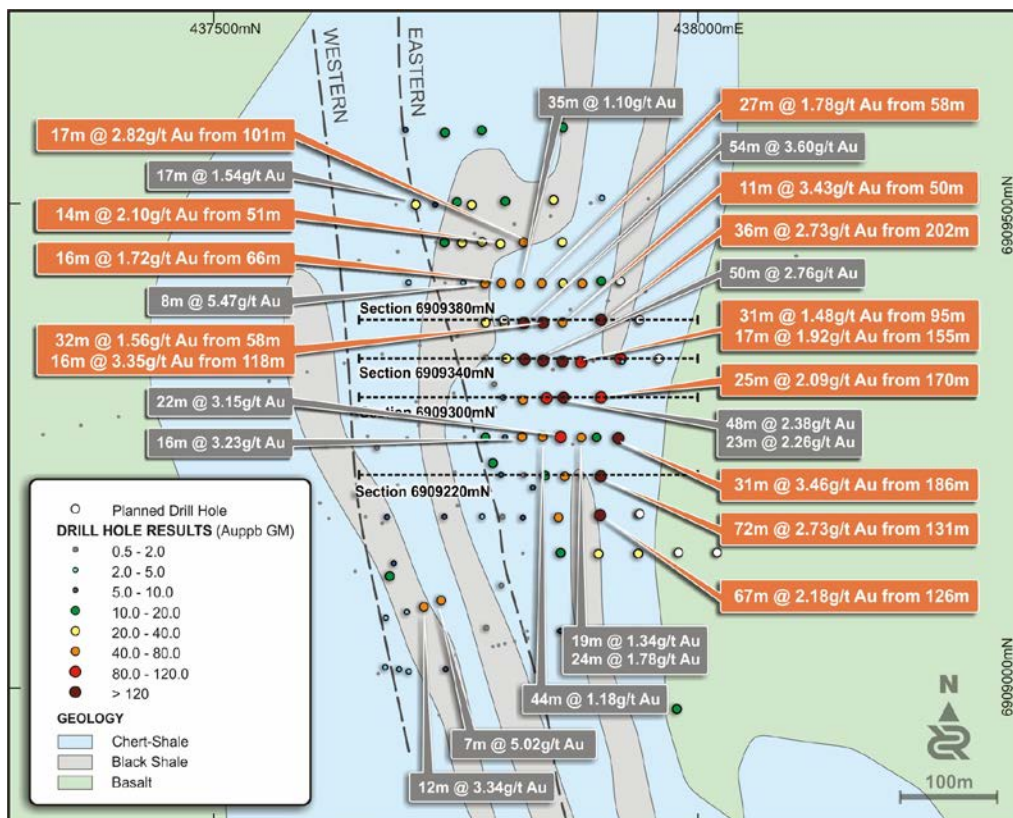 437500mN
438000mE
WESTERN
EASTERN
35m @ 1.10g/t Au
27m @ 1.78g/t Au from 58m
17m @ 2.82g/t Au from 101m
54m @ 3.60g/t Au
17m @ 1.54g/t Au
11m @ 3.43g/t Au from 50m
6909500mN
14m @ 2.10g/t Au from 51m
36m @ 2.73g/t Au from 202m
16m @ 1.72g/t Au from 66m
50m @ 2.76g/t Au
8m @ 5.47g/t Au
Section 6909380mN
31m @ 1.48g/t Au from 95m
17m @ 1.92g/t Au from 155m
32m @ 1.56g/t Au from 58m
16m @ 3.35g/t Au from 118m
Section 6909340mN
25m @ 2.09g/t Au from 170m
22m @ 3.15g/t Au
Section 6909300mN
48m @ 2.38g/t Au
23m @ 2.26g/t Au
16m @ 3.23g/t Au
31m @ 3.46g/t Au from 186m
Section 6909220mN
72m @ 2.73g/t Au from 131m
67m @ 2.18g/t Au from 126m
19m @ 1.34g/t Au
24m @ 1.78g/t Au
44m @ 1.18g/t Au
7m @ 5.02g/t Au
12m @ 3.34g/t Au
6909000mN
Planned Drill Hole
DRILL HOLE RESULTS (Auppb GM)
0.5 - 2.0
2.0 - 5.0
5.0 - 10.0
10.0 - 20.0
20.0 - 40.0
40.0 - 80.0
80.0 - 120.0
> 120
GEOLOGY
Chert-Shale
Black Shale
Basalt
N
100m